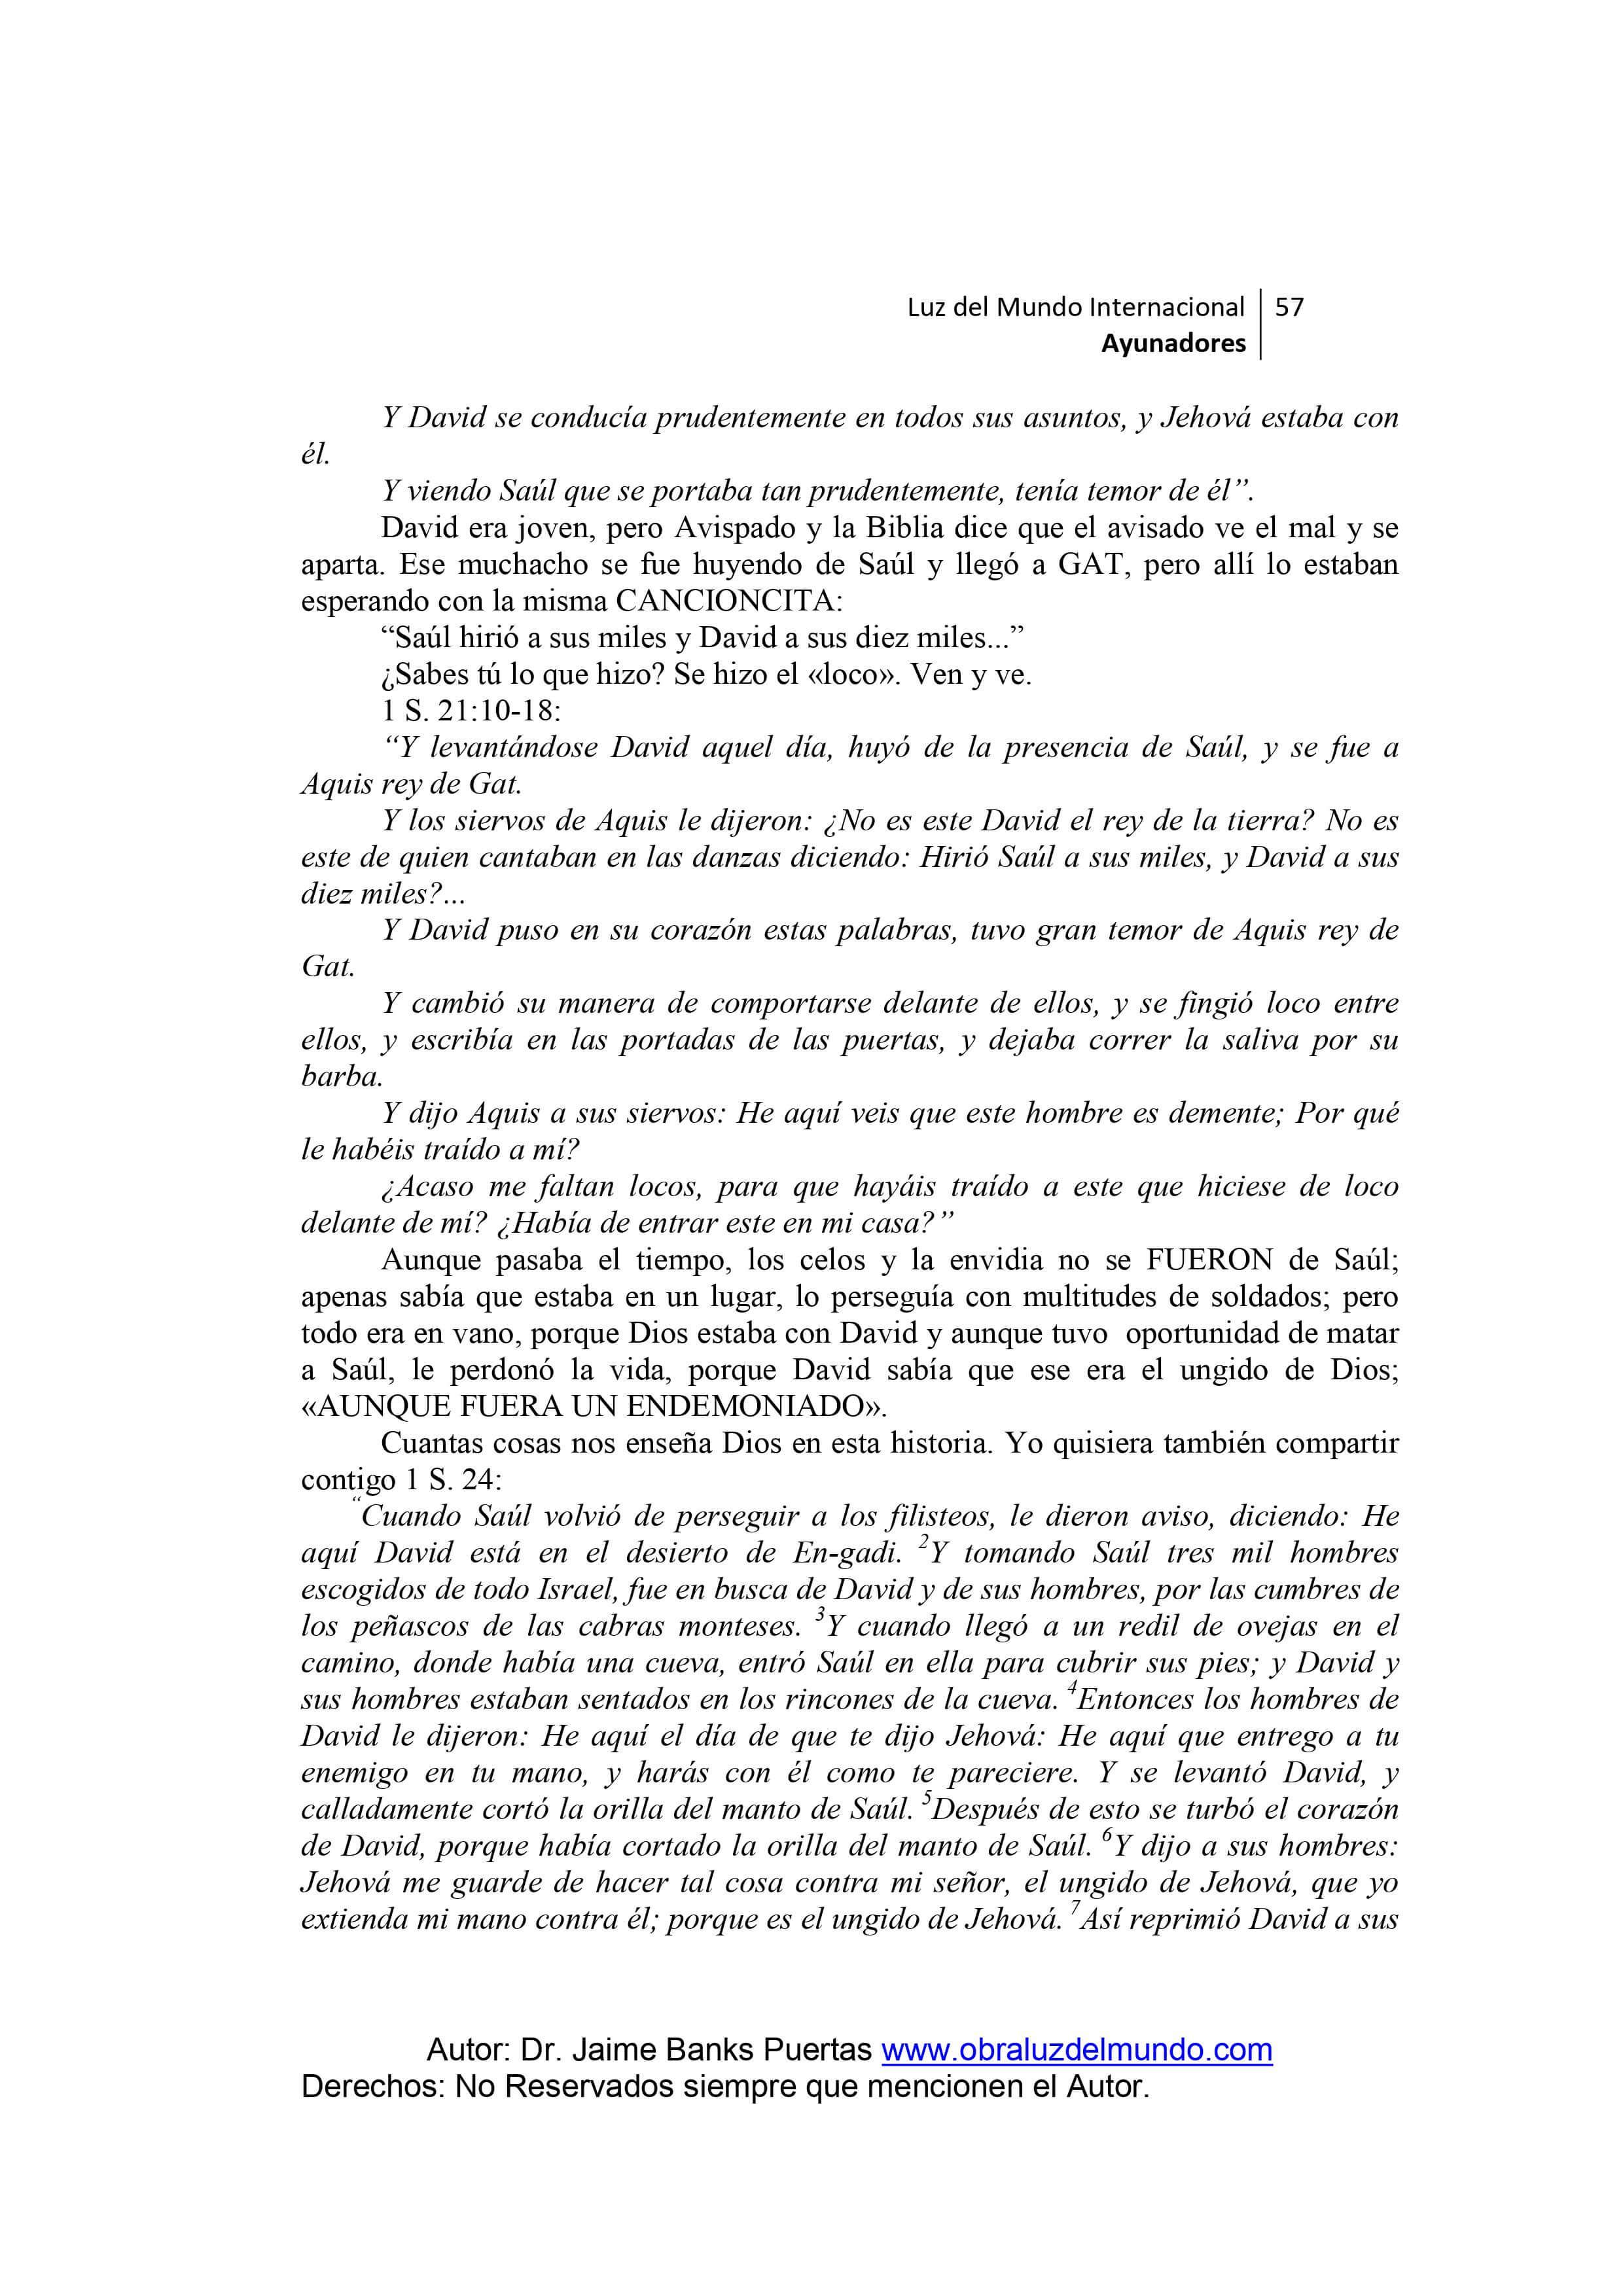 Luz del Mundo Internacional 57
Ayunadores
Y David se conducía prudentemente en todos sus asuntos, y Jehová estaba con
él.
Y viendo Saúl que se portaba tan prudentemente, tenía temor de él”.
David era joven, pero Avispado y la Biblia dice que el avisado ve el mal y se
aparta. Ese muchacho se fue huyendo de Saúl y llegó a GAT, pero allí lo estaban
esperando con la misma CANCIONCITA:
“Saúl hirió a sus miles y David a sus diez miles...”
¿Sabes tú lo que hizo? Se hizo el «loco». Ven y ve.
1 S. 21:10-18:
“Y levantándose David aquel día, huyó de la presencia de Saúl, y se fue a
Aquis rey de Gat.
Y los siervos de Aquis le dijeron: ¿No es este David el rey de la tierra? No es
este de quien cantaban en las danzas diciendo: Hirió Saúl a sus miles, y David a sus
diez miles?...
Y David puso en su corazón estas palabras, tuvo gran temor de Aquis rey de
Gat.
Y cambió su manera de comportarse delante de ellos, y se fingió loco entre
ellos, y escribía en las portadas de las puertas, y dejaba correr la saliva por su
barba.
Y dijo Aquis a sus siervos: He aquí veis que este hombre es demente; Por qué
le habéis traído a mí?
¿Acaso me faltan locos, para que hayáis traído a este que hiciese de loco
delante de mí? ¿Había de entrar este en mi casa?”
Aunque pasaba el tiempo, los celos y la envidia no se FUERON de Saúl;
apenas sabía que estaba en un lugar, lo perseguía con multitudes de soldados; pero
todo era en vano, porque Dios estaba con David y aunque tuvo  oportunidad de matar
a Saúl, le perdonó la vida, porque David sabía que ese era el ungido de Dios;
«AUNQUE FUERA UN ENDEMONIADO».
Cuantas cosas nos enseña Dios en esta historia. Yo quisiera también compartir
contigo 1 S. 24:
“Cuando Saúl volvió de perseguir a los filisteos, le dieron aviso, diciendo: He
aquí David está en el desierto de En-gadi. ²Y tomando Saúl tres mil hombres
escogidos de todo Israel, fue en busca de David y de sus hombres, por las cumbres de
los peñascos de las cabras monteses. ³Y cuando llegó a un redil de ovejas en el
camino, donde había una cueva, entró Saúl en ella para cubrir sus pies; y David y
sus hombres estaban sentados en los rincones de la cueva. ⁴Entonces los hombres de
David le dijeron: He aquí el día de que te dijo Jehová: He aquí que entrego a tu
enemigo en tu mano, y harás con él como te pareciere. Y se levantó David, y
calladamente cortó la orilla del manto de Saúl. ⁵Después de esto se turbó el corazón
de David, porque había cortado la orilla del manto de Saúl. ⁶Y dijo a sus hombres:
Jehová me guarde de hacer tal cosa contra mi señor, el ungido de Jehová, que yo
extienda mi mano contra él; porque es el ungido de Jehová. ⁷Así reprimió David a sus
Autor: Dr. Jaime Banks Puertas www.obraluzdelmundo.com
Derechos: No Reservados siempre que mencionen el Autor.